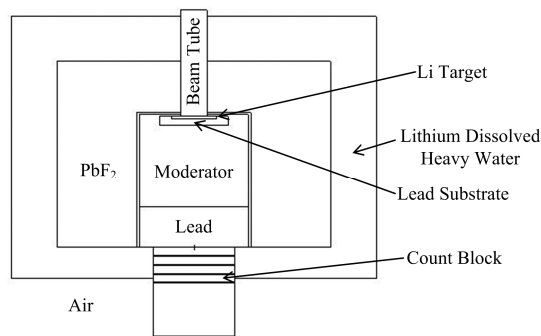 Beam Tube
Li Target
Lithium Dissolved
Heavy Water
PbF₂
Moderator
Lead Substrate
Lead
Count Block
Air